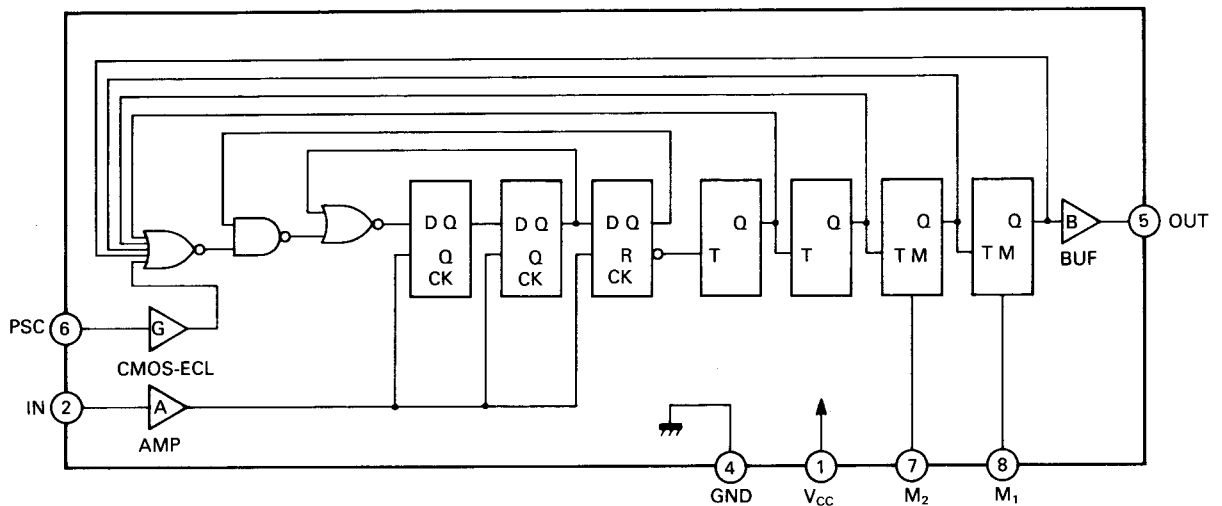 D Q
Q
CK
D Q
Q
CK
D Q
R
CK
Q
T
Q
T
Q
T M
Q
T M
B
BUF
5 OUT
PSC 6
G
CMOS-ECL
IN 2
A
AMP
4
GND
1
VCC
7
M2
8
M1